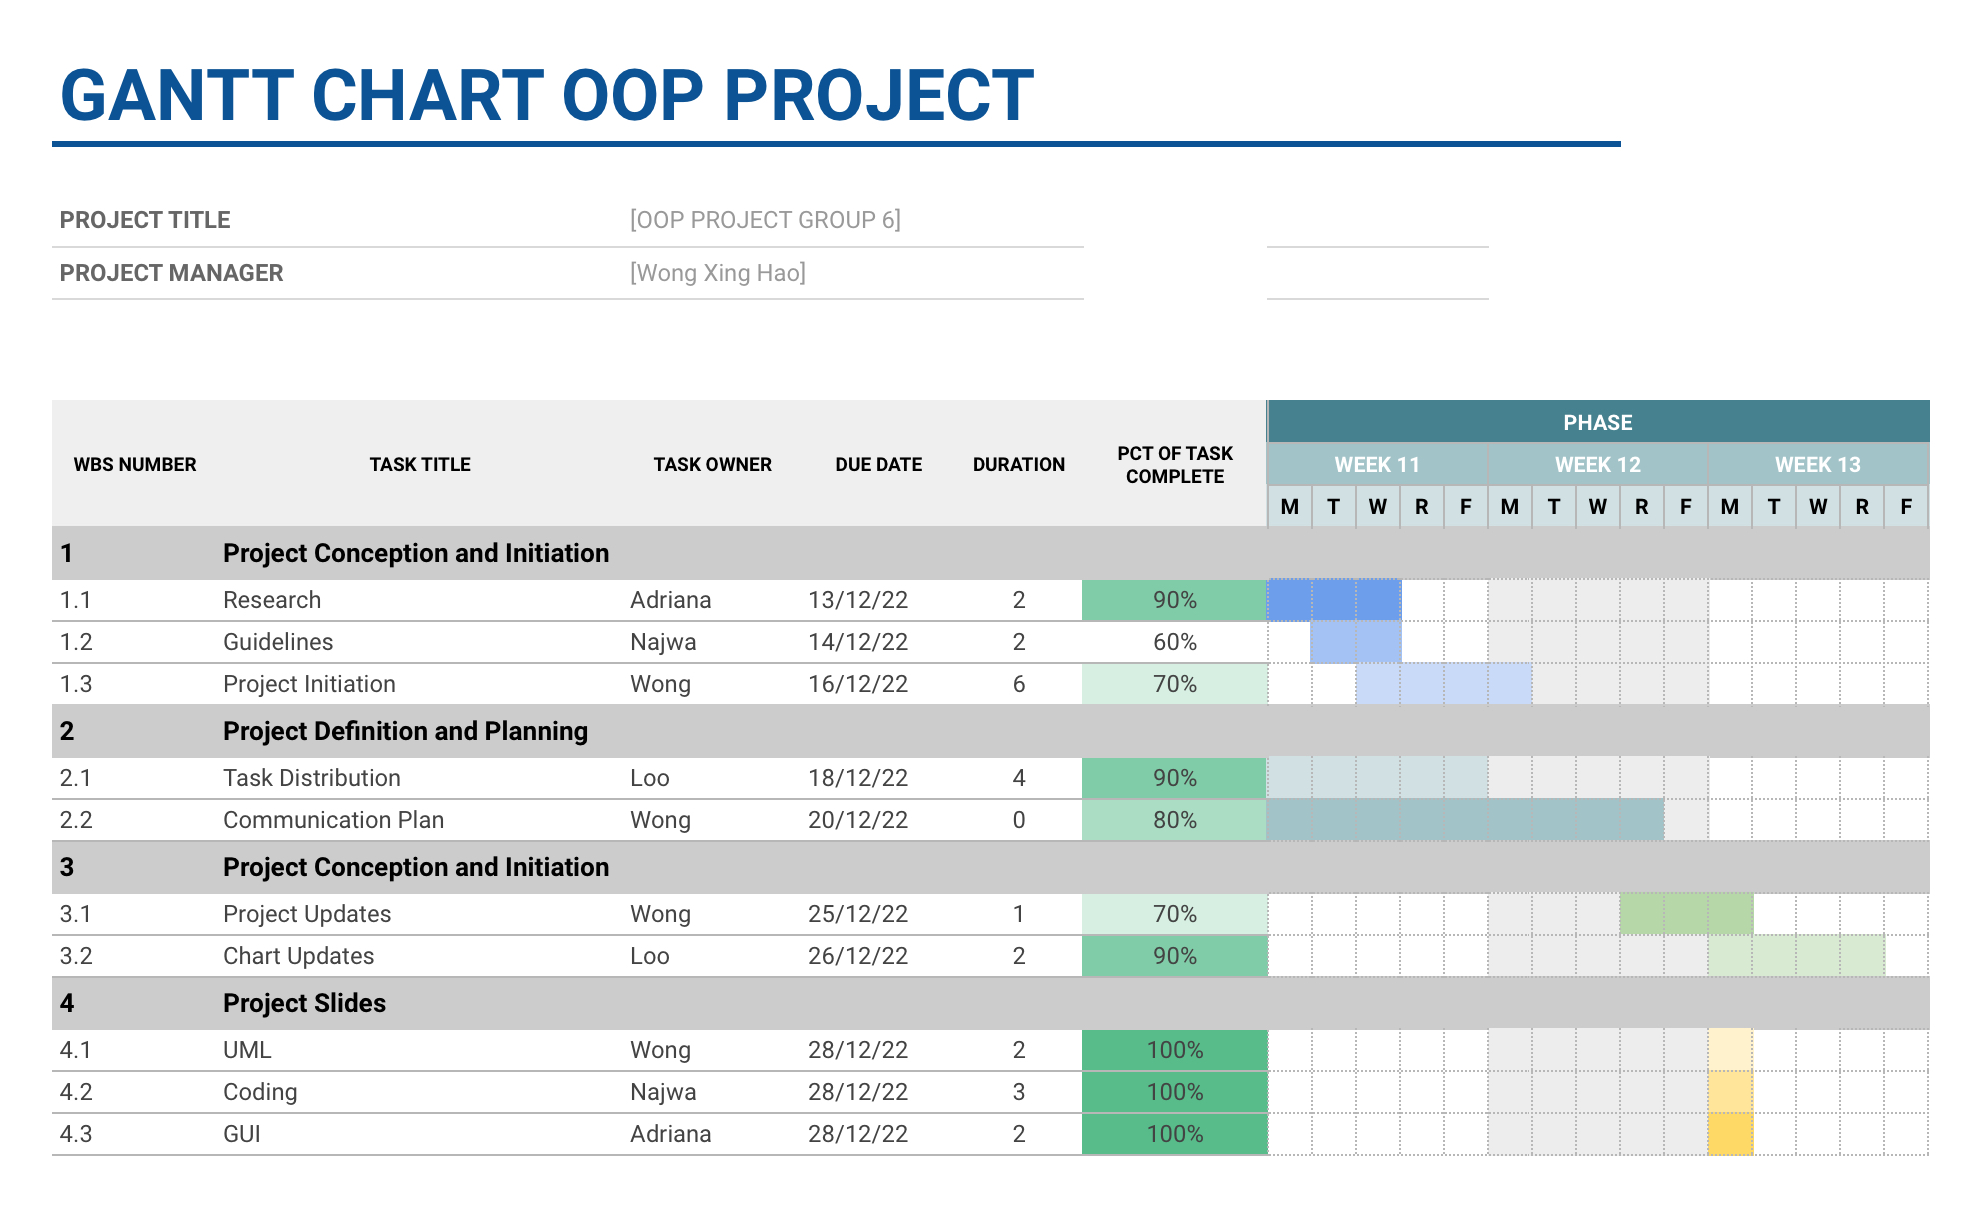 GANTT CHART OOP PROJECT
PROJECT TITLE [OOP PROJECT GROUP 6]
PROJECT MANAGER [Wong Xing Hao]
PHASE
WBS NUMBER TASK TITLE TASK OWNER DUE DATE DURATION PCT OF TASK COMPLETE WEEK 11 WEEK 12 WEEK 13
M T W R F M T W R F M T W R F
1 Project Conception and Initiation
1.1 Research Adriana 13/12/22 2 90%
1.2 Guidelines Najwa 14/12/22 2 60%
1.3 Project Initiation Wong 16/12/22 6 70%
2 Project Definition and Planning
2.1 Task Distribution Loo 18/12/22 4 90%
2.2 Communication Plan Wong 20/12/22 0 80%
3 Project Conception and Initiation
3.1 Project Updates Wong 25/12/22 1 70%
3.2 Chart Updates Loo 26/12/22 2 90%
4 Project Slides
4.1 UML Wong 28/12/22 2 100%
4.2 Coding Najwa 28/12/22 3 100%
4.3 GUI Adriana 28/12/22 2 100%